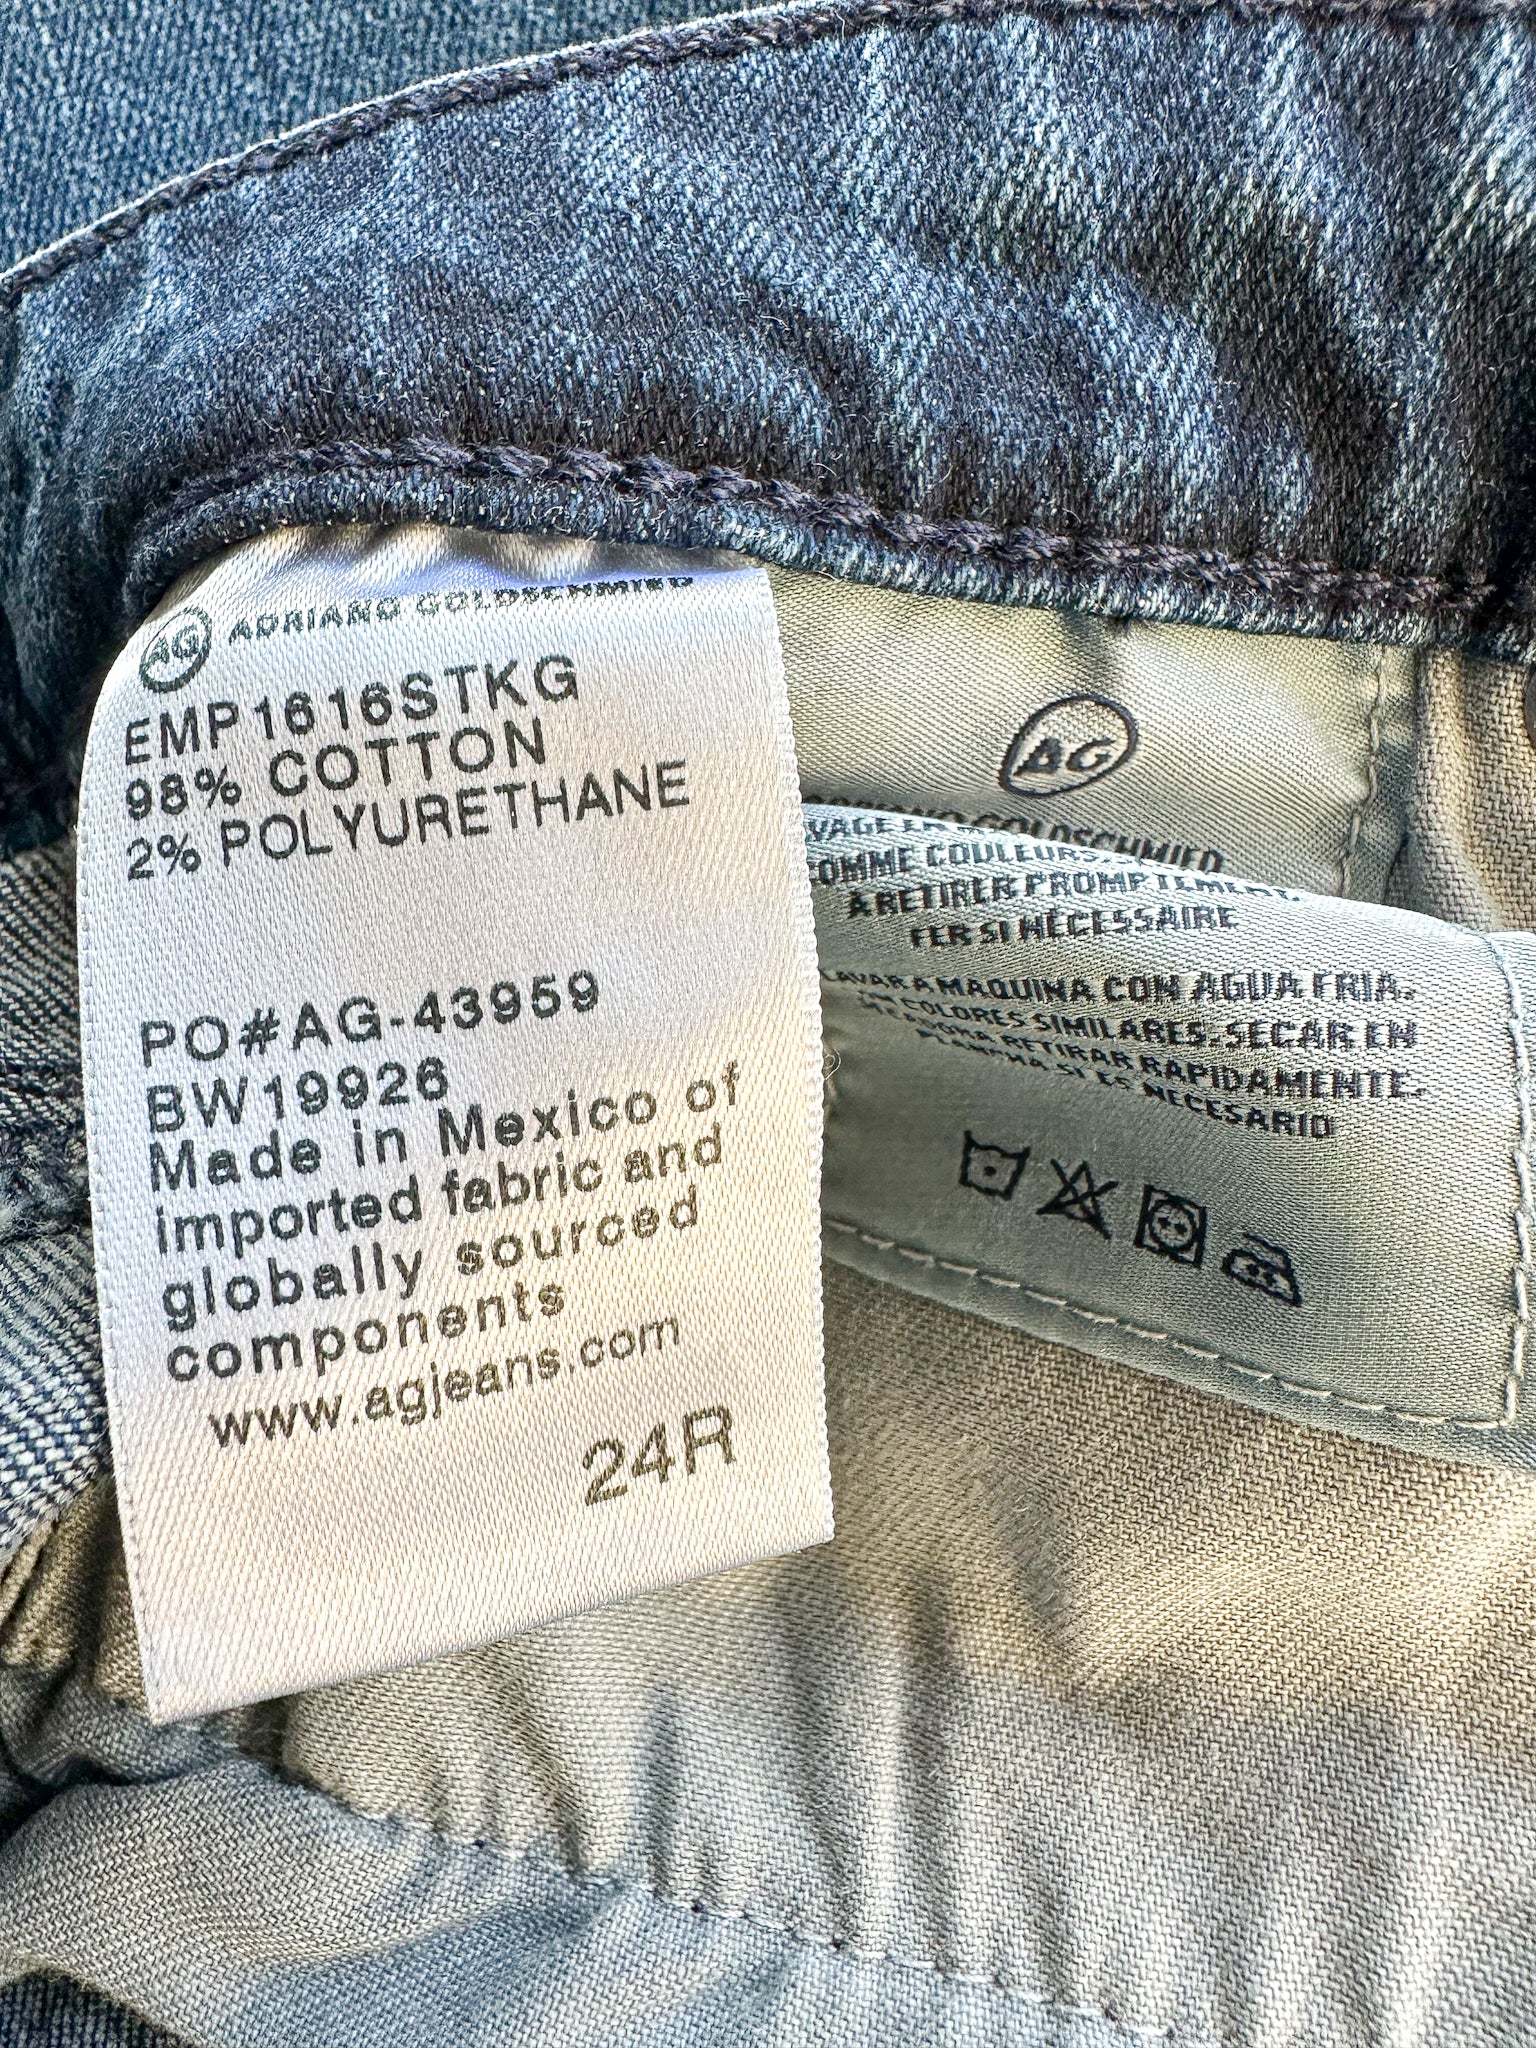 AG ADRIANO GOLDSCHMIED
EMP1616STKG
98% COTTON
2% POLYURETHANE
PO#AG-43959
BW19926
Made in Mexico of
imported fabric and
globally sourced
components
www.agjeans.com
24R
AG
GOLDSCHMIED
COMME COULEURS.
A RETIRER PROMPTEMENT.
FER SI NÉCESSAIRE
LAVAR A MAQUINA CON AGUA FRIA.
COLORES SIMILARES. SECAR EN
RETIRAR RAPIDAMENTE.
SI ES NECESARIO